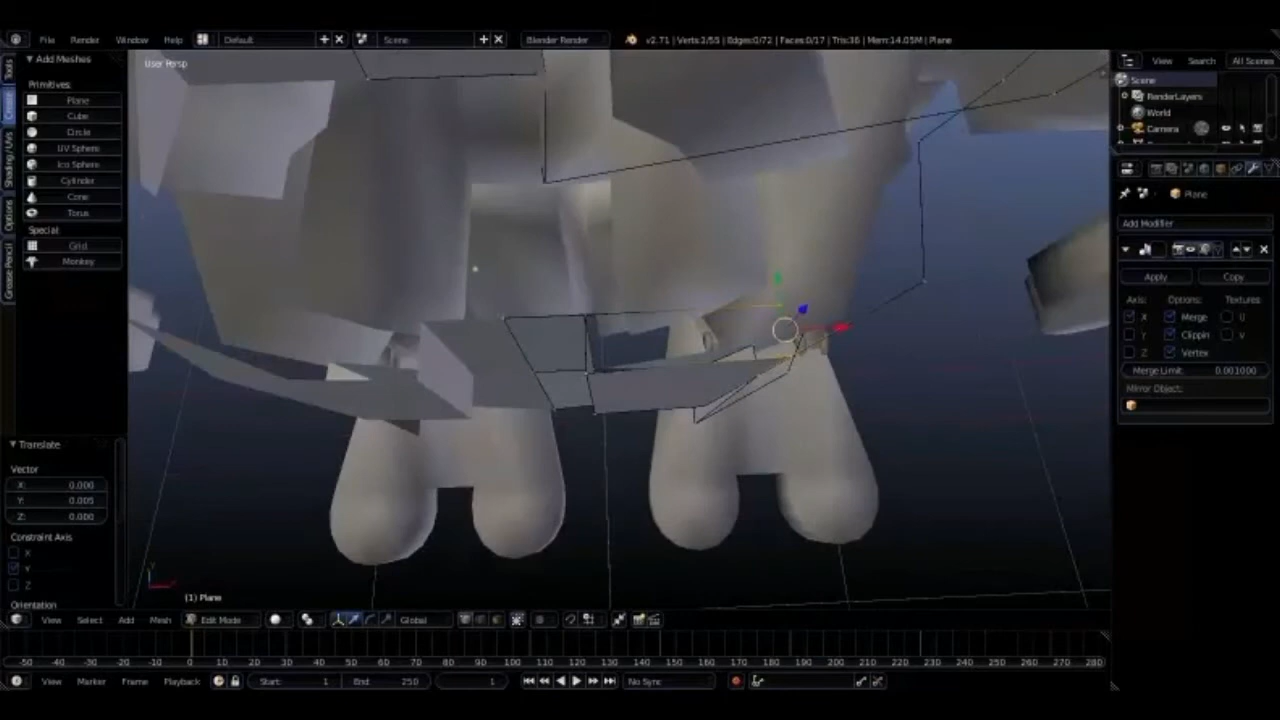 File Render Window Help Default Scene Blender Render v2.71 | Verts:2/55 | Edges:0/72 | Faces:0/17 | Tris:36 | Mem:14.05M | Plane
Tools
Create
Shading / UVs
Options
Grease Pencil
Add Meshes
Primitives:
Plane
Cube
Circle
UV Sphere
Ico Sphere
Cylinder
Cone
Torus
Special:
Grid
Monkey
Translate
Vector
X: 0.000
Y: 0.005
Z: 0.000
Constraint Axis
X
Y
Z
Orientation
User Persp
(1) Plane
View Search All Scenes
Scene
RenderLayers
World
Camera
Plane
Add Modifier
Apply Copy
Axis: Options: Textures:
X Merge U
Y Clippin V
Z Vertex
Merge Limit: 0.001000
Mirror Object:
View Select Add Mesh Edit Mode Global
-50 -40 -30 -20 -10 0 10 20 30 40 50 60 70 80 90 100 110 120 130 140 150 160 170 180 190 200 210 220 230 240 250 260 270 280
View Marker Frame Playback Start: 1 End: 250 1 No Sync